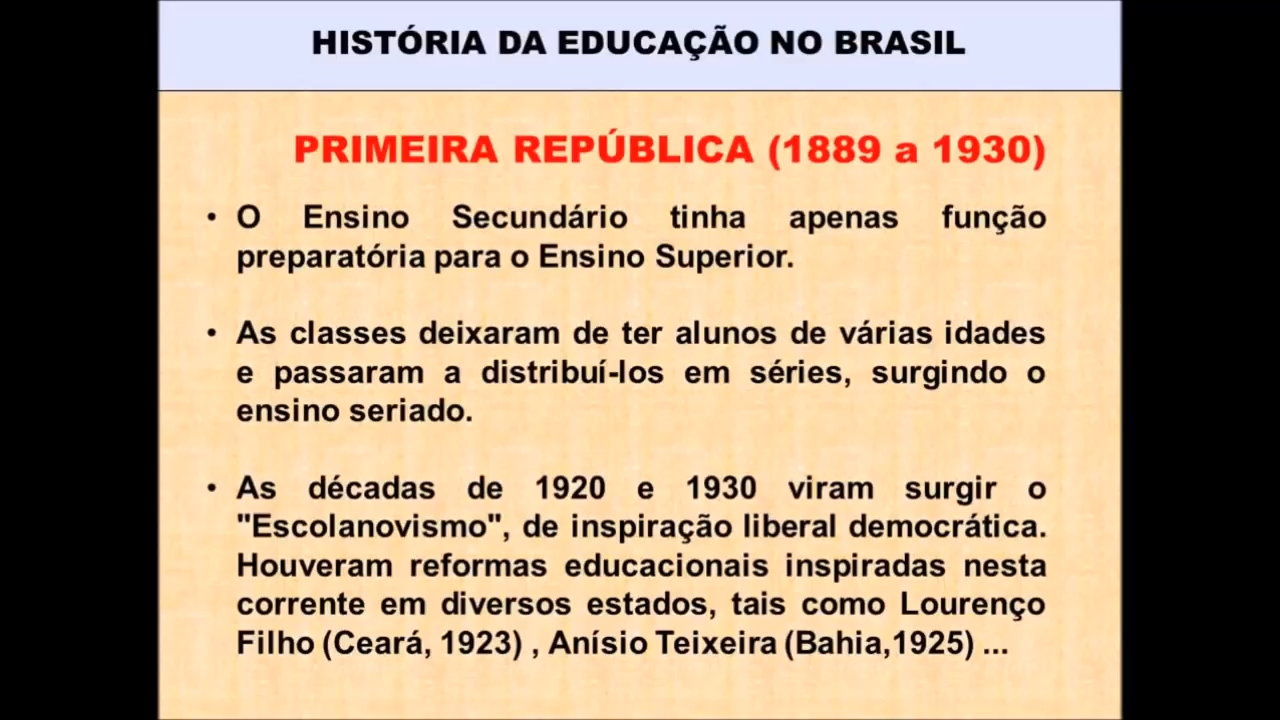 HISTÓRIA DA EDUCAÇÃO NO BRASIL
PRIMEIRA REPÚBLICA (1889 a 1930)
• O Ensino Secundário tinha apenas função
preparatória para o Ensino Superior.
• As classes deixaram de ter alunos de várias idades
e passaram a distribuí-los em séries, surgindo o
ensino seriado.
• As décadas de 1920 e 1930 viram surgir o
"Escolanovismo", de inspiração liberal democrática.
Houveram reformas educacionais inspiradas nesta
corrente em diversos estados, tais como Lourenço
Filho (Ceará, 1923) , Anísio Teixeira (Bahia,1925) ...